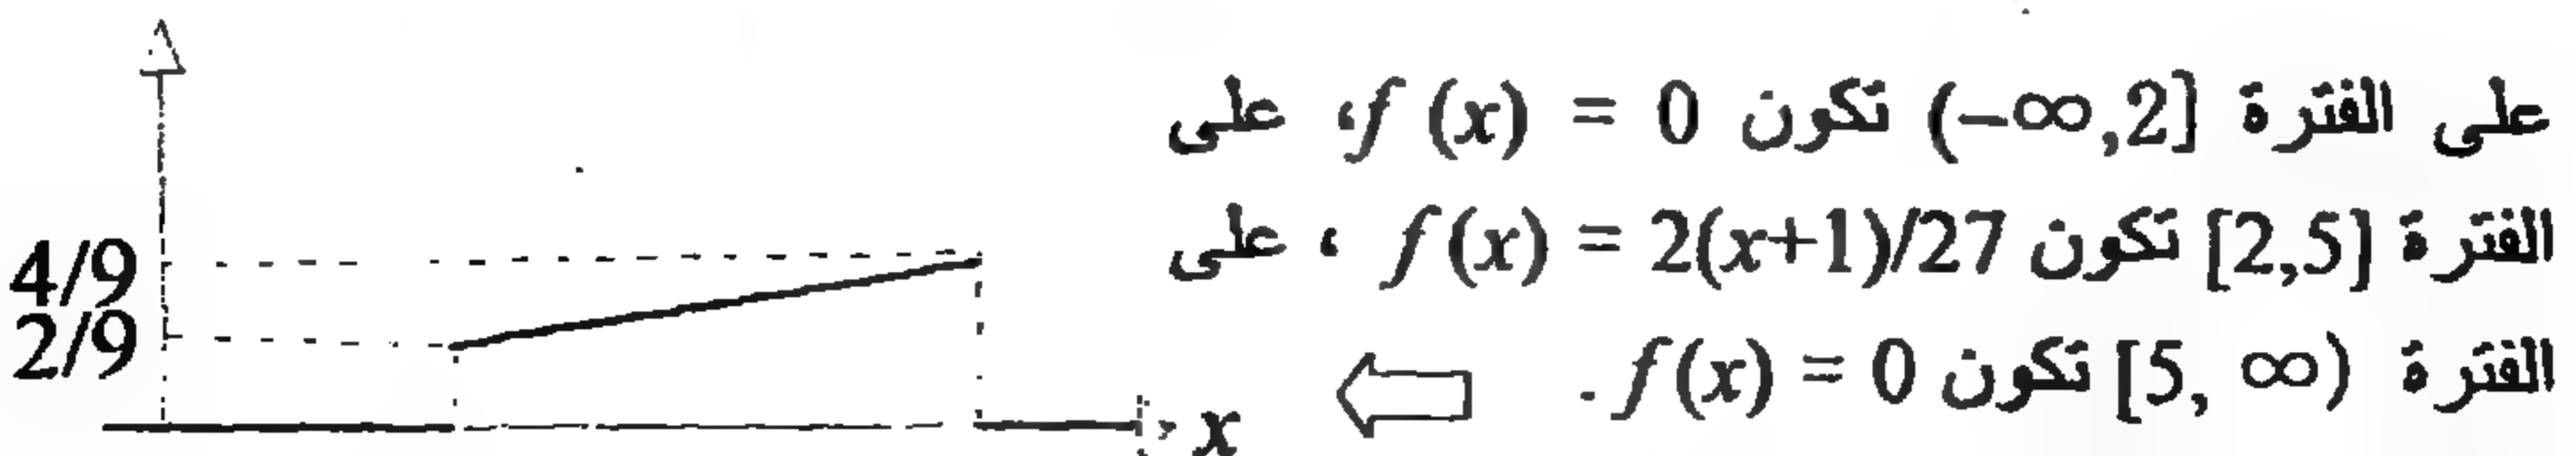 على الفترة (-∞,2] تكون f (x) = 0، على
الفترة [2,5] تكون f (x) = 2(x+1)/27 ، على
الفترة [5, ∞) تكون f (x) = 0 .
4/9
2/9
x